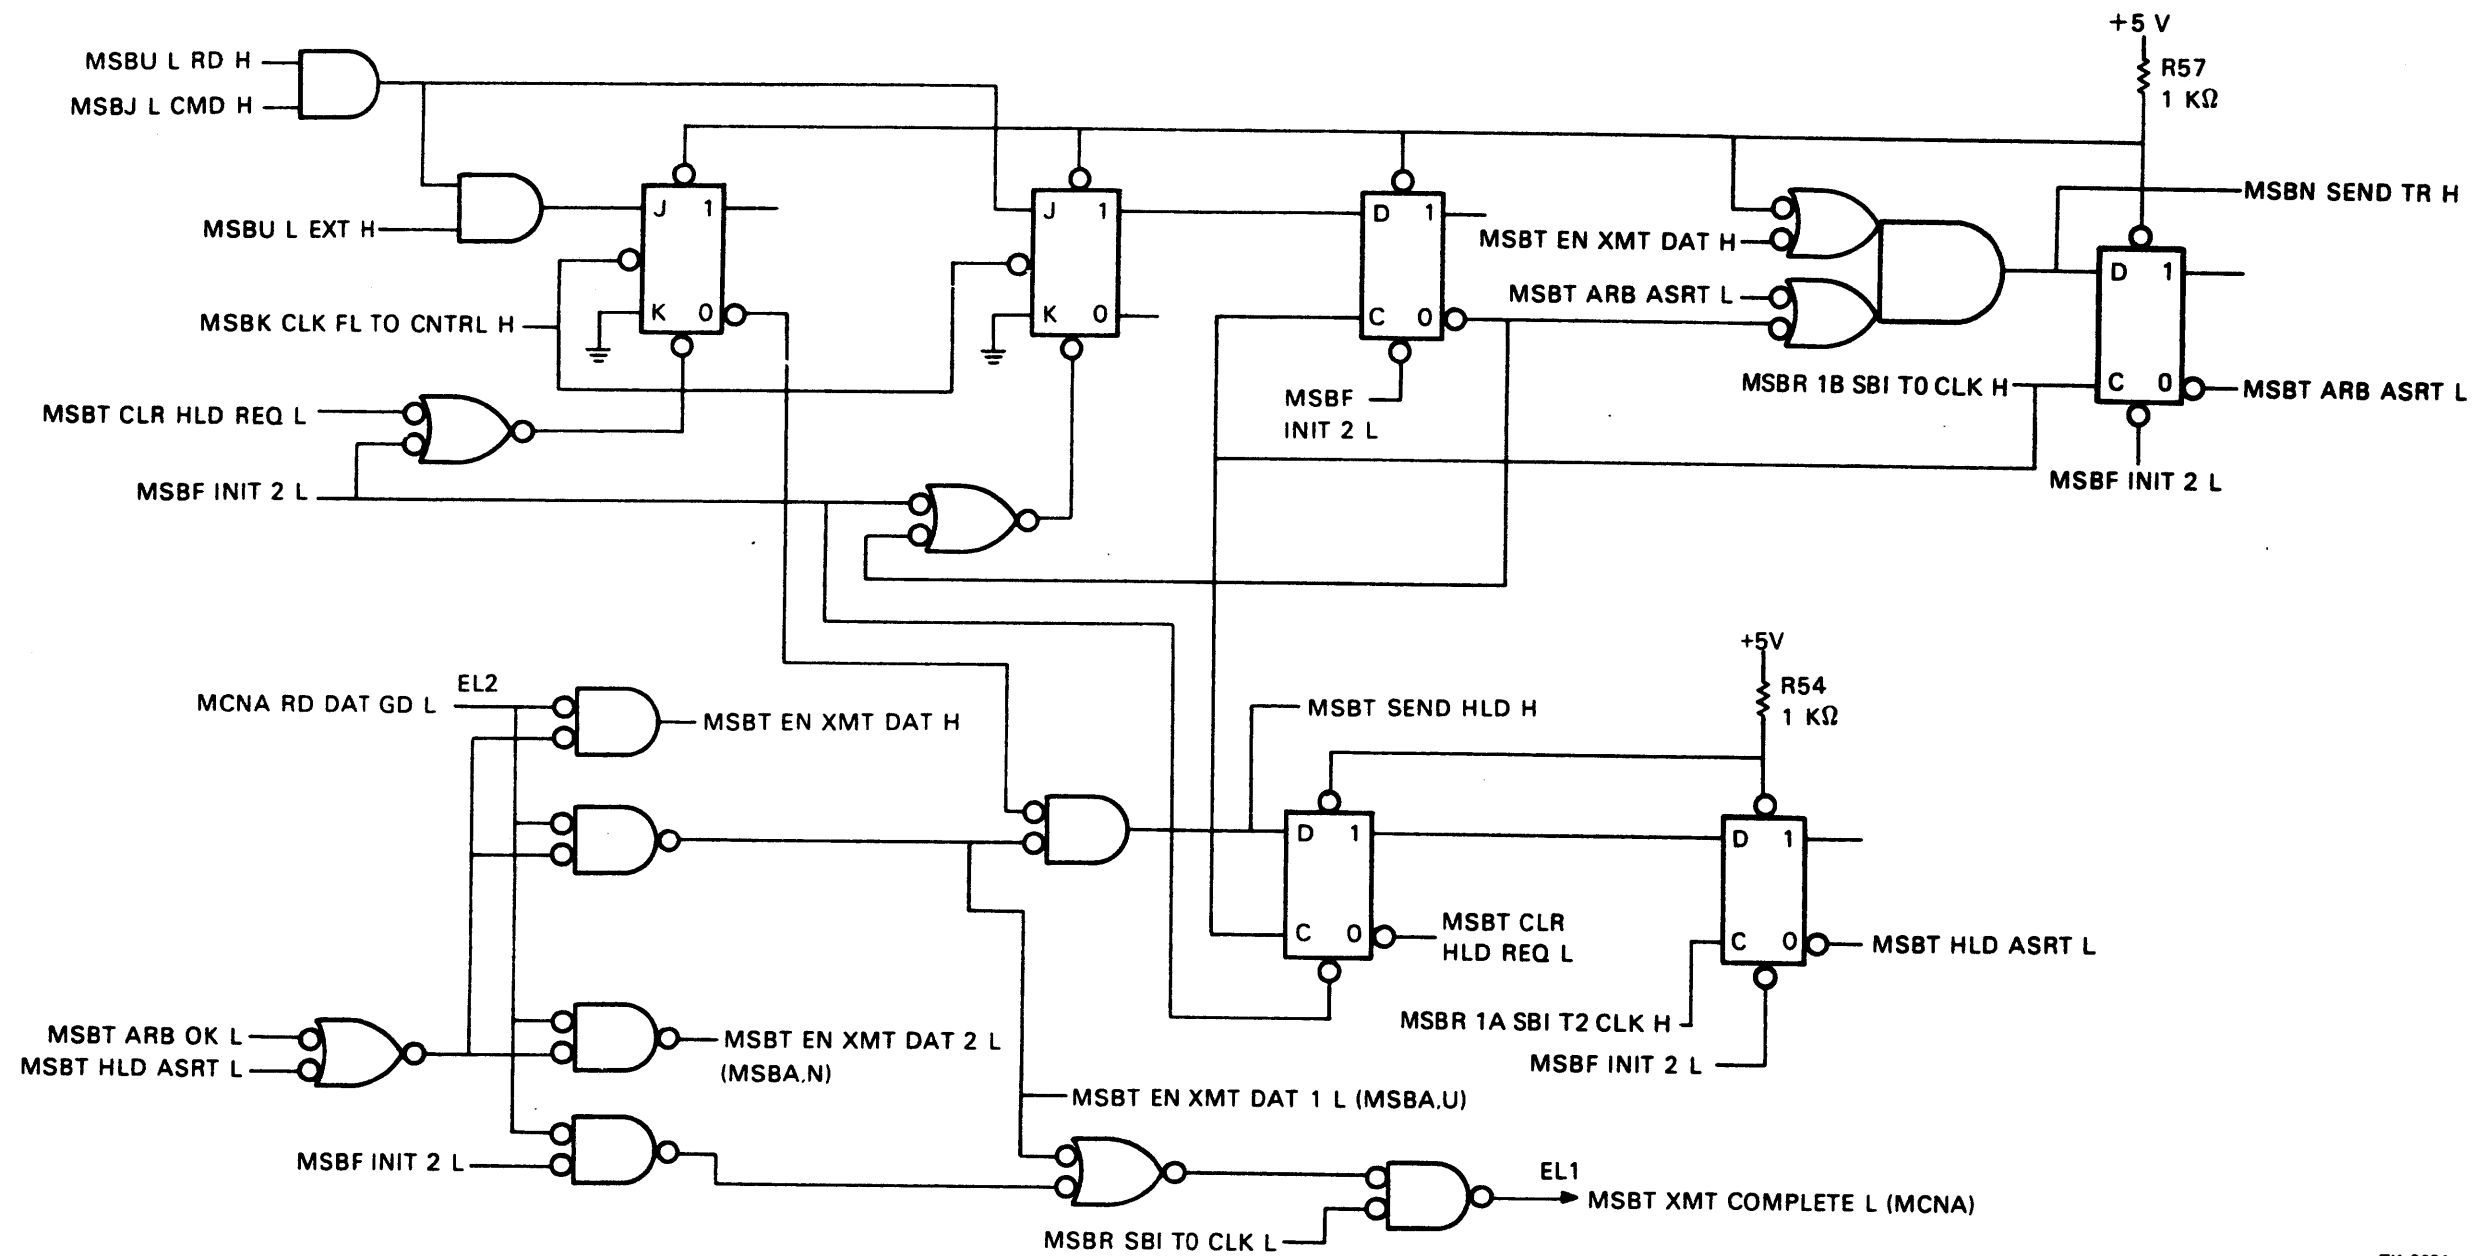 +5 V
R57
1 KΩ
MSBU L RD H
MSBJ L CMD H
MSBU L EXT H
J 1
K 0
J 1
K 0
D 1
C 0
MSBN SEND TR H
MSBT EN XMT DAT H
MSBT ARB ASRT L
D 1
C 0
MSBK CLK FL TO CNTRL H
MSBR 1B SBI T0 CLK H
MSBT ARB ASRT L
MSBF
INIT 2 L
MSBT CLR HLD REQ L
MSBF INIT 2 L
MSBF INIT 2 L
+5V
R54
1 KΩ
EL2
MCNA RD DAT GD L
MSBT EN XMT DAT H
MSBT SEND HLD H
D 1
C 0
D 1
C 0
MSBT CLR
HLD REQ L
MSBT HLD ASRT L
MSBR 1A SBI T2 CLK H
MSBF INIT 2 L
MSBT ARB OK L
MSBT HLD ASRT L
MSBT EN XMT DAT 2 L
(MSBA,N)
MSBT EN XMT DAT 1 L (MSBA,U)
MSBF INIT 2 L
EL1
MSBT XMT COMPLETE L (MCNA)
MSBR SBI T0 CLK L